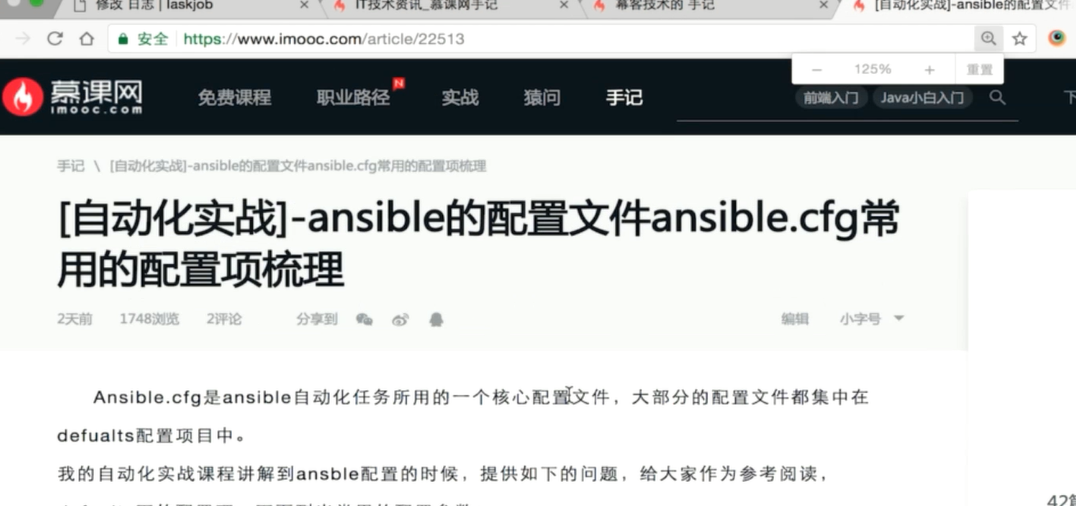 修改 日志 | Taskjob
IT技术资讯_慕课网手记
慕客技术的 手记
[自动化实战]-ansible的配置文件
安全 https://www.imooc.com/article/22513
125% 重置
慕课网
imooc.com
免费课程 职业路径 N 实战 猿问 手记 前端入门 Java小白入门 下
手记 \ [自动化实战]-ansible的配置文件ansible.cfg常用的配置项梳理
[自动化实战]-ansible的配置文件ansible.cfg常
用的配置项梳理
2天前 1748浏览 2评论 分享到 编辑 小字号
Ansible.cfg是ansible自动化任务所用的一个核心配置文件，大部分的配置文件都集中在
defualts配置项目中。
我的自动化实战课程讲解到ansble配置的时候，提供如下的问题，给大家作为参考阅读，
42篇